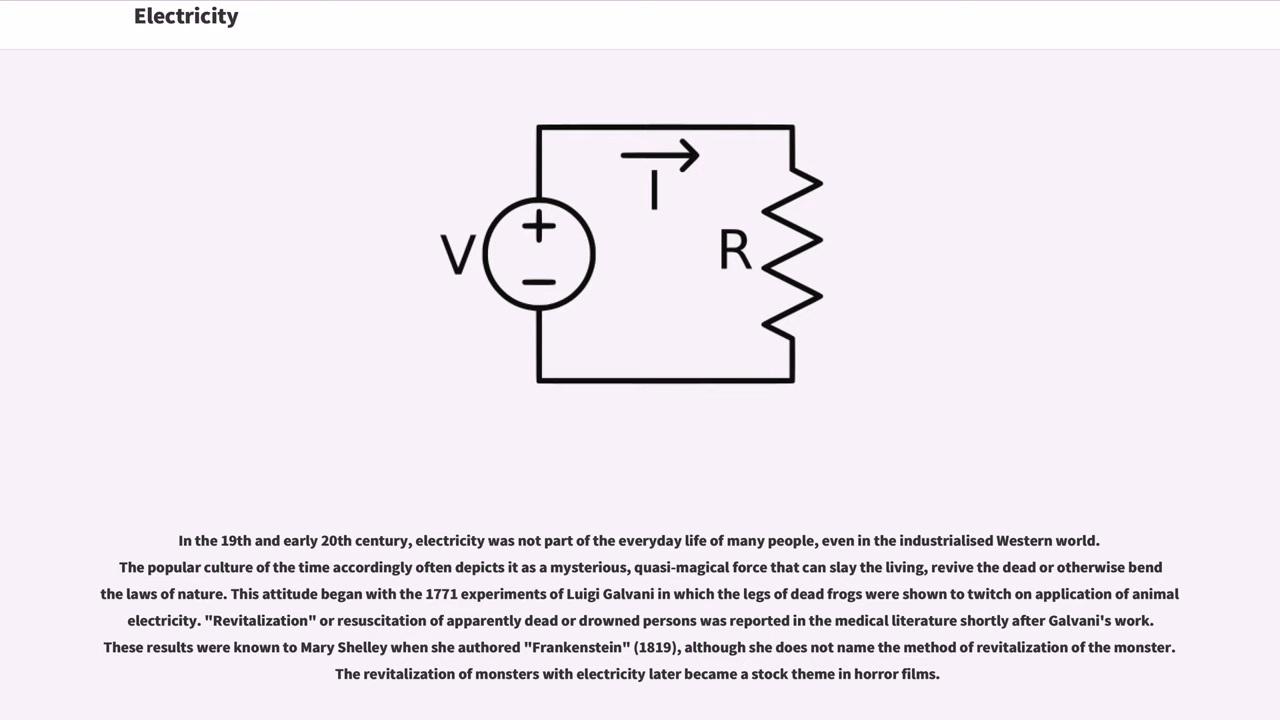 Electricity
I
V
R
In the 19th and early 20th century, electricity was not part of the everyday life of many people, even in the industrialised Western world.
The popular culture of the time accordingly often depicts it as a mysterious, quasi-magical force that can slay the living, revive the dead or otherwise bend
the laws of nature. This attitude began with the 1771 experiments of Luigi Galvani in which the legs of dead frogs were shown to twitch on application of animal
electricity. "Revitalization" or resuscitation of apparently dead or drowned persons was reported in the medical literature shortly after Galvani's work.
These results were known to Mary Shelley when she authored "Frankenstein" (1819), although she does not name the method of revitalization of the monster.
The revitalization of monsters with electricity later became a stock theme in horror films.